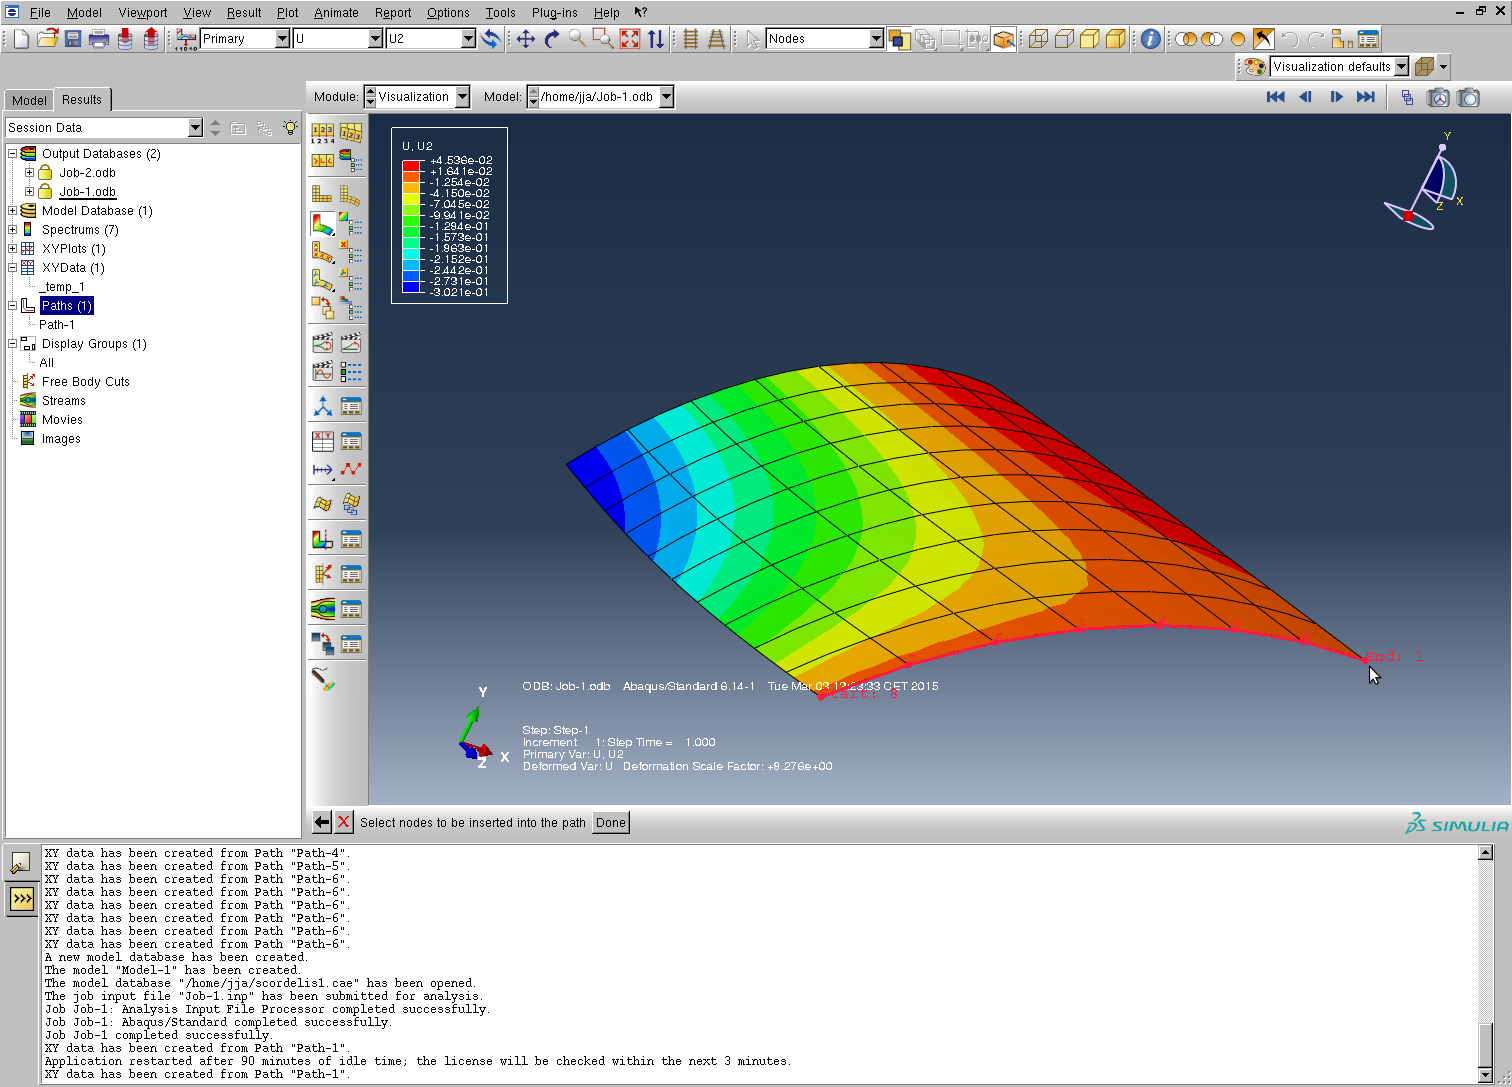 File Model Viewport View Result Plot Animate Report Options Tools Plug-ins Help
Primary U U2 Nodes
Visualization defaults
Model Results
Module: Visualization Model: /home/jja/Job-1.odb
Session Data
Output Databases (2)
Job-2.odb
Job-1.odb
Model Database (1)
Spectrums (7)
XYPlots (1)
XYData (1)
_temp_1
Paths (1)
Path-1
Display Groups (1)
All
Free Body Cuts
Streams
Movies
Images
U, U2
+4.536e-02
+1.641e-02
-1.254e-02
-4.150e-02
-7.045e-02
-9.941e-02
-1.284e-01
-1.573e-01
-1.863e-01
-2.152e-01
-2.442e-01
-2.731e-01
-3.021e-01
Y
X
Z
End: 1
Start: 8
Y
X
Z
ODB: Job-1.odb Abaqus/Standard 6.14-1 Tue Mar 03 CET 2015
Step: Step-1
Increment 1: Step Time = 1.000
Primary Var: U, U2
Deformed Var: U Deformation Scale Factor: +9.276e+00
Select nodes to be inserted into the path Done
SIMULIA
XY data has been created from Path "Path-4".
XY data has been created from Path "Path-5".
XY data has been created from Path "Path-6".
XY data has been created from Path "Path-6".
XY data has been created from Path "Path-6".
XY data has been created from Path "Path-6".
XY data has been created from Path "Path-6".
XY data has been created from Path "Path-6".
A new model database has been created.
The model "Model-1" has been created.
The model database "/home/jja/scordelis1.cae" has been opened.
The job input file "Job-1.inp" has been submitted for analysis.
Job Job-1: Analysis Input File Processor completed successfully.
Job Job-1: Abaqus/Standard completed successfully.
Job Job-1 completed successfully.
XY data has been created from Path "Path-1".
Application restarted after 90 minutes of idle time; the license will be checked within the next 3 minutes.
XY data has been created from Path "Path-1".